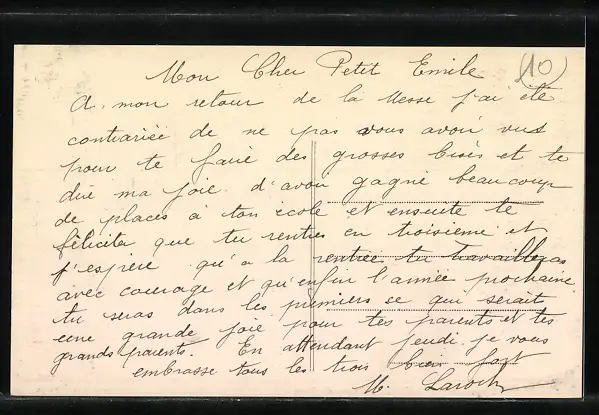 Mon Cher Petit Emile
(10)
A. mon retour de la Messe j'ai été
contrariée de ne pas vous avoir vus
pour te faire des grosses bises et te
dire ma joie. d'avoir gagné beaucoup
de places à ton école et ensuite te
félicita que tu rentres en troisieme et
j'espère qu'a la rentrée tu travailleras
avec courage et qu'enfin l'année prochaine
tu seras dans les premiers se qui serait
une grande joie pour tes parents et tes
grands parents. En attendant jeudi je vous
embrasse tous les trois bien fort
M. Laroche